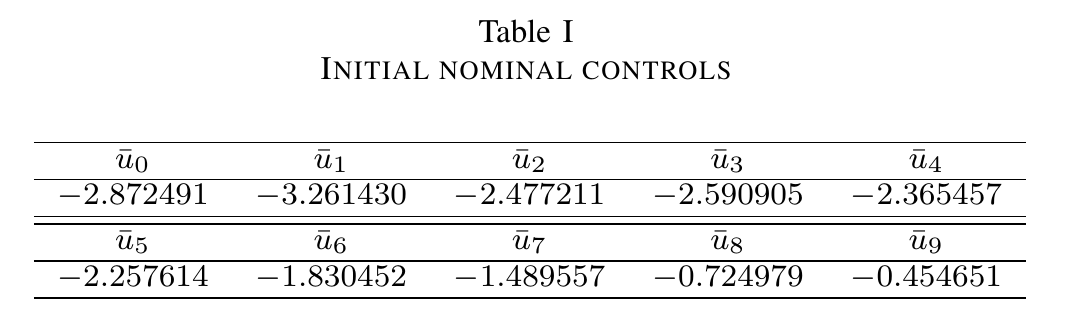 Table I
INITIAL NOMINAL CONTROLS
ū₀ ū₁ ū₂ ū₃ ū₄
−2.872491 −3.261430 −2.477211 −2.590905 −2.365457
ū₅ ū₆ ū₇ ū₈ ū₉
−2.257614 −1.830452 −1.489557 −0.724979 −0.454651